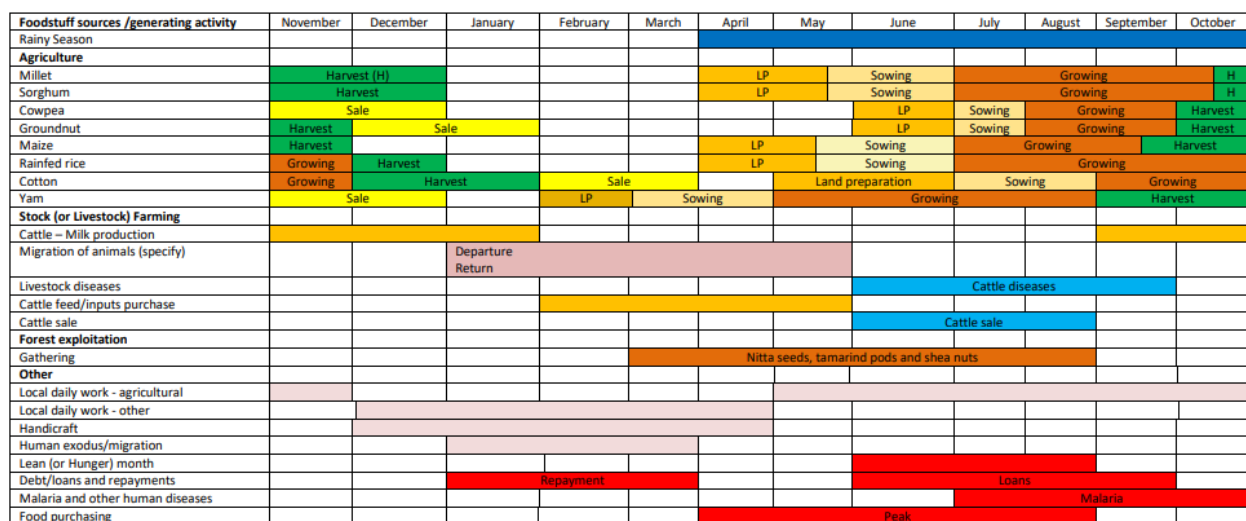 Foodstuff sources /generating activity November December January February March April May June July August September October
Rainy Season
Agriculture
Millet Harvest (H) LP Sowing Growing H
Sorghum Harvest LP Sowing Growing H
Cowpea Sale LP Sowing Growing Harvest
Groundnut Harvest Sale LP Sowing Growing Harvest
Maize Harvest LP Sowing Growing Harvest
Rainfed rice Growing Harvest LP Sowing Growing
Cotton Growing Harvest Sale Land preparation Sowing Growing
Yam Sale LP Sowing Growing Harvest
Stock (or Livestock) Farming
Cattle – Milk production
Migration of animals (specify) Departure
Return
Livestock diseases Cattle diseases
Cattle feed/inputs purchase
Cattle sale Cattle sale
Forest exploitation
Gathering Nitta seeds, tamarind pods and shea nuts
Other
Local daily work - agricultural
Local daily work - other
Handicraft
Human exodus/migration
Lean (or Hunger) month
Debt/loans and repayments Repayment Loans
Malaria and other human diseases Malaria
Food purchasing Peak